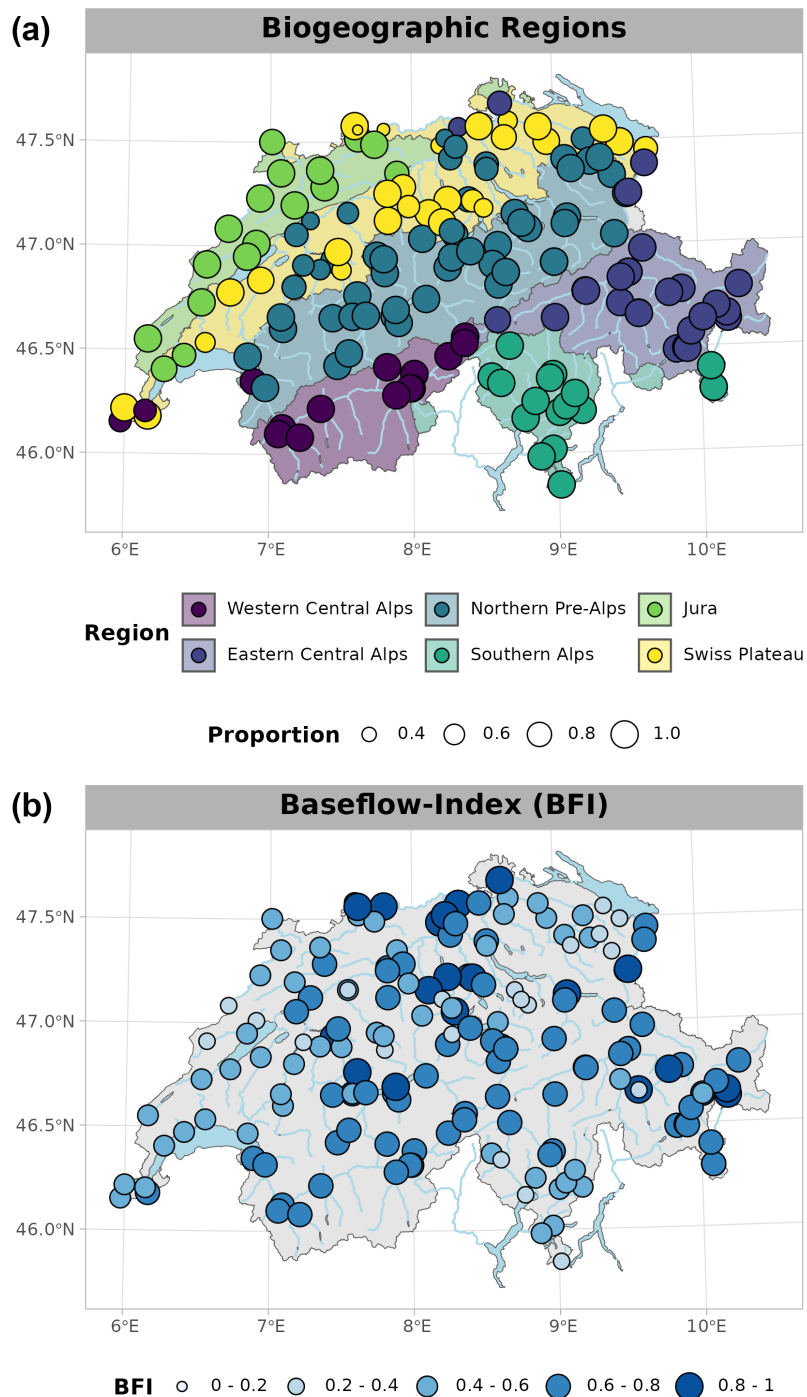 (a)
Biogeographic Regions
47.5°N
47.0°N
46.5°N
46.0°N
6°E 7°E 8°E 9°E 10°E
Region
Western Central Alps Northern Pre-Alps Jura
Eastern Central Alps Southern Alps Swiss Plateau
Proportion 0.4 0.6 0.8 1.0
(b)
Baseflow-Index (BFI)
47.5°N
47.0°N
46.5°N
46.0°N
6°E 7°E 8°E 9°E 10°E
BFI 0 - 0.2 0.2 - 0.4 0.4 - 0.6 0.6 - 0.8 0.8 - 1